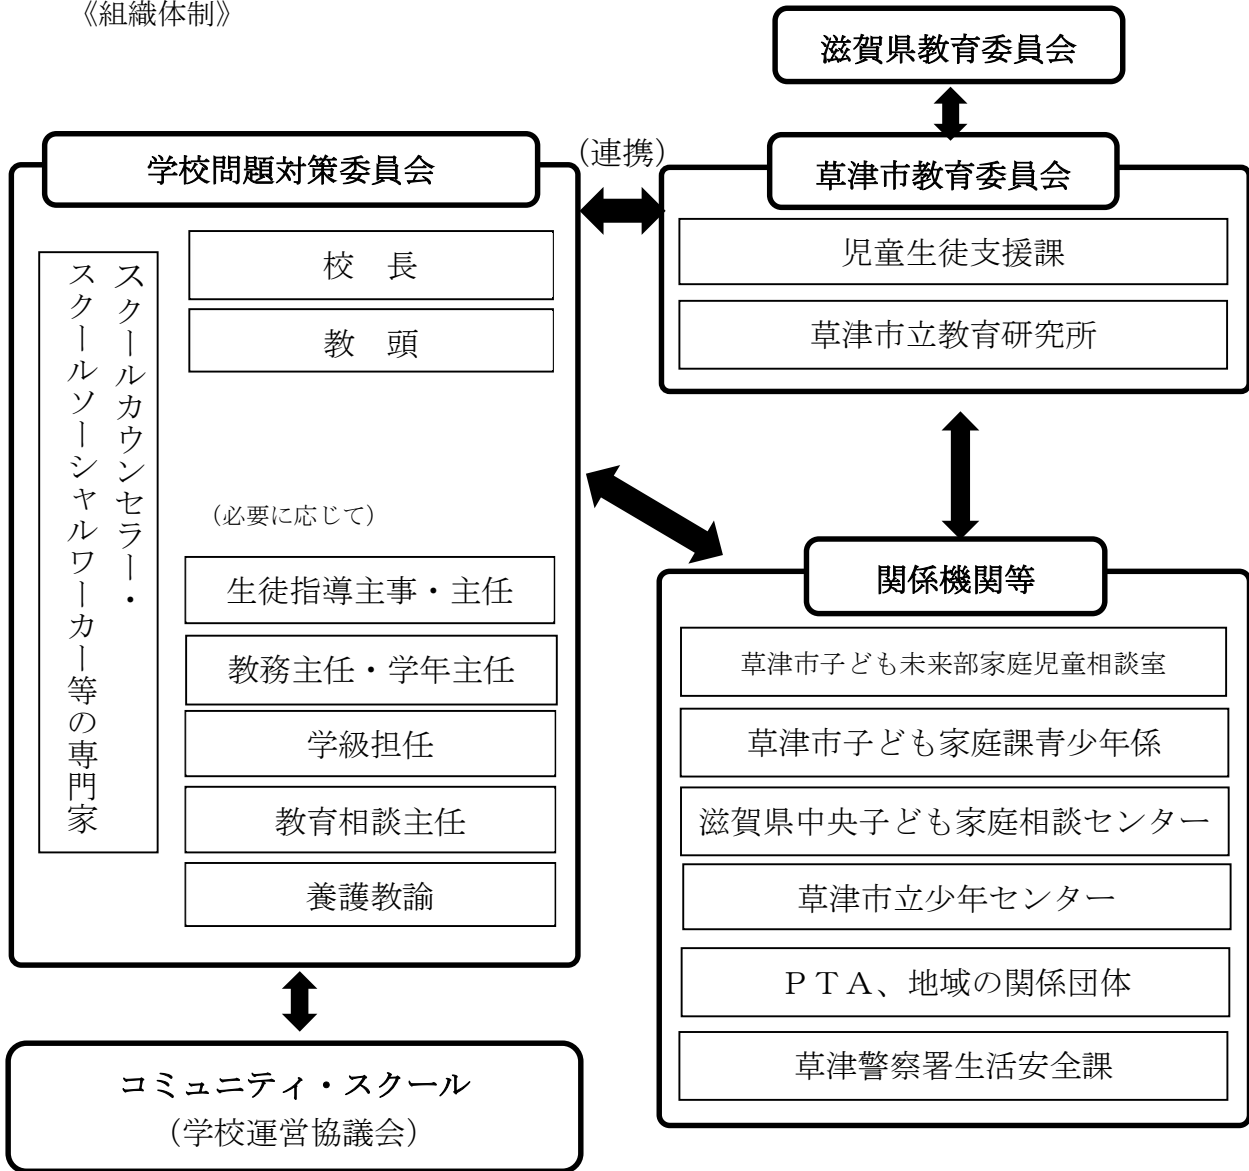 《組織体制》
滋賀県教育委員会
学校問題対策委員会
(連携)
草津市教育委員会
児童生徒支援課
草津市立教育研究所
校　長
教　頭
スクールカウンセラー・
スクールソーシャルワーカー等の専門家
（必要に応じて）
生徒指導主事・主任
教務主任・学年主任
学級担任
教育相談主任
養護教諭
関係機関等
草津市子ども未来部家庭児童相談室
草津市子ども家庭課青少年係
滋賀県中央子ども家庭相談センター
草津市立少年センター
ＰＴＡ、地域の関係団体
草津警察署生活安全課
コミュニティ・スクール
（学校運営協議会）